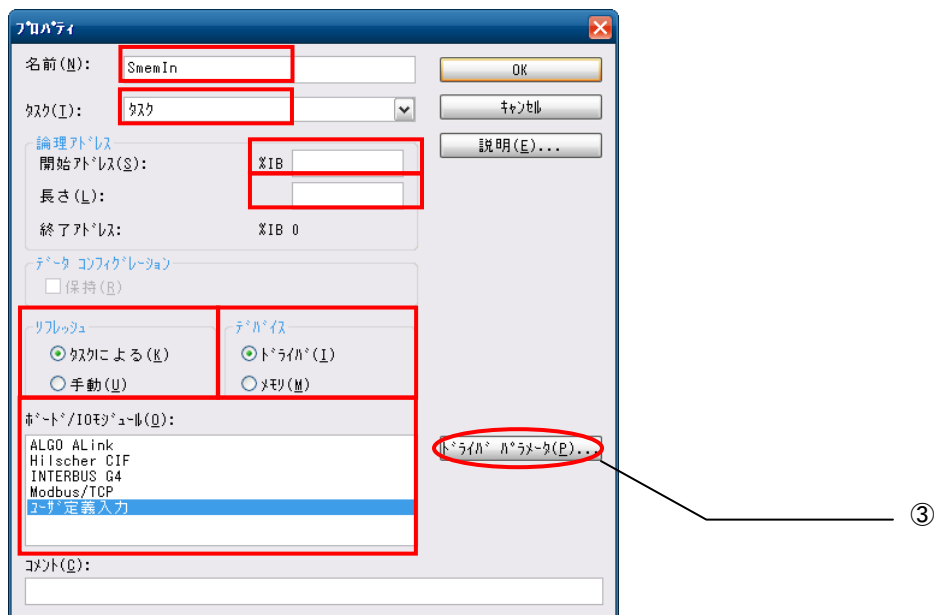 ﾌﾟﾛﾊﾟﾃｨ
名前(N):
SmemIn
OK
ﾀｽｸ(T):
ﾀｽｸ
ｷｬﾝｾﾙ
説明(E)...
論理ｱﾄﾞﾚｽ
開始ｱﾄﾞﾚｽ(S):
%IB
長さ(L):
終了ｱﾄﾞﾚｽ:
%IB 0
ﾃﾞｰﾀ ｺﾝﾌｨｸﾞﾚｰｼｮﾝ
保持(R)
ﾘﾌﾚｯｼｭ
ﾃﾞﾊﾞｲｽ
ﾀｽｸによる(K)
ﾄﾞﾗｲﾊﾞ(I)
手動(U)
ﾒﾓﾘ(M)
ﾎﾞｰﾄﾞ/IOﾓｼﾞｭｰﾙ(O):
ALGO ALink
Hilscher CIF
INTERBUS G4
Modbus/TCP
ﾕｰｻﾞ定義入力
ﾄﾞﾗｲﾊﾞ ﾊﾟﾗﾒｰﾀ(P)...
③
ｺﾒﾝﾄ(C):